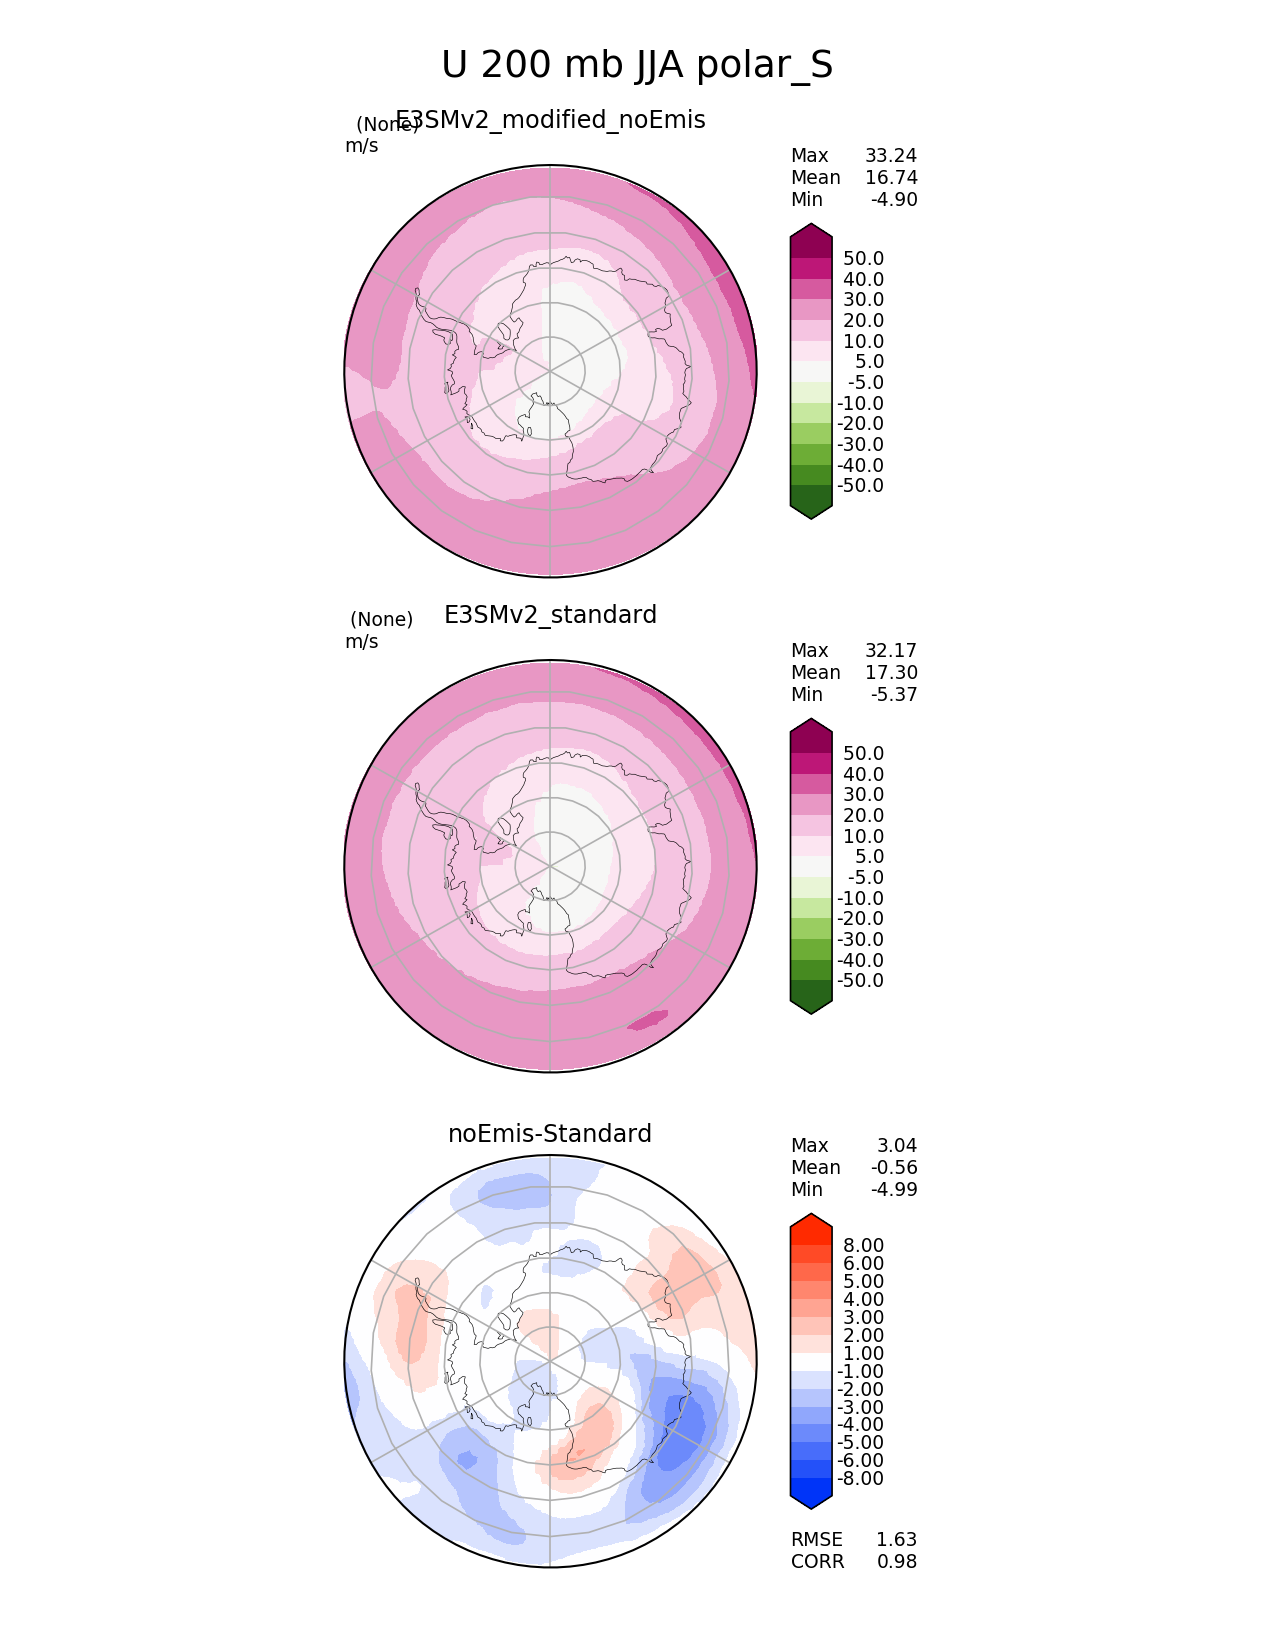 U 200 mb JJA polar_S
E3SMv2_modified_noEmis
(None)
m/s
Max 33.24
Mean 16.74
Min -4.90
50.0
40.0
30.0
20.0
10.0
5.0
-5.0
-10.0
-20.0
-30.0
-40.0
-50.0
(None)
E3SMv2_standard
m/s
Max 32.17
Mean 17.30
Min -5.37
50.0
40.0
30.0
20.0
10.0
5.0
-5.0
-10.0
-20.0
-30.0
-40.0
-50.0
noEmis-Standard
Max 3.04
Mean -0.56
Min -4.99
8.00
6.00
5.00
4.00
3.00
2.00
1.00
-1.00
-2.00
-3.00
-4.00
-5.00
-6.00
-8.00
RMSE 1.63
CORR 0.98